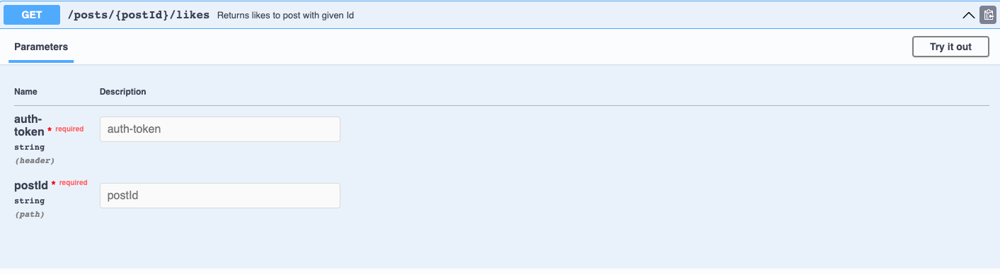 GET /posts/{postId}/likes Returns likes to post with given Id
Parameters
Try it out
Name Description
auth-
token * required
string
(header)
auth-token
postId * required
string
(path)
postId